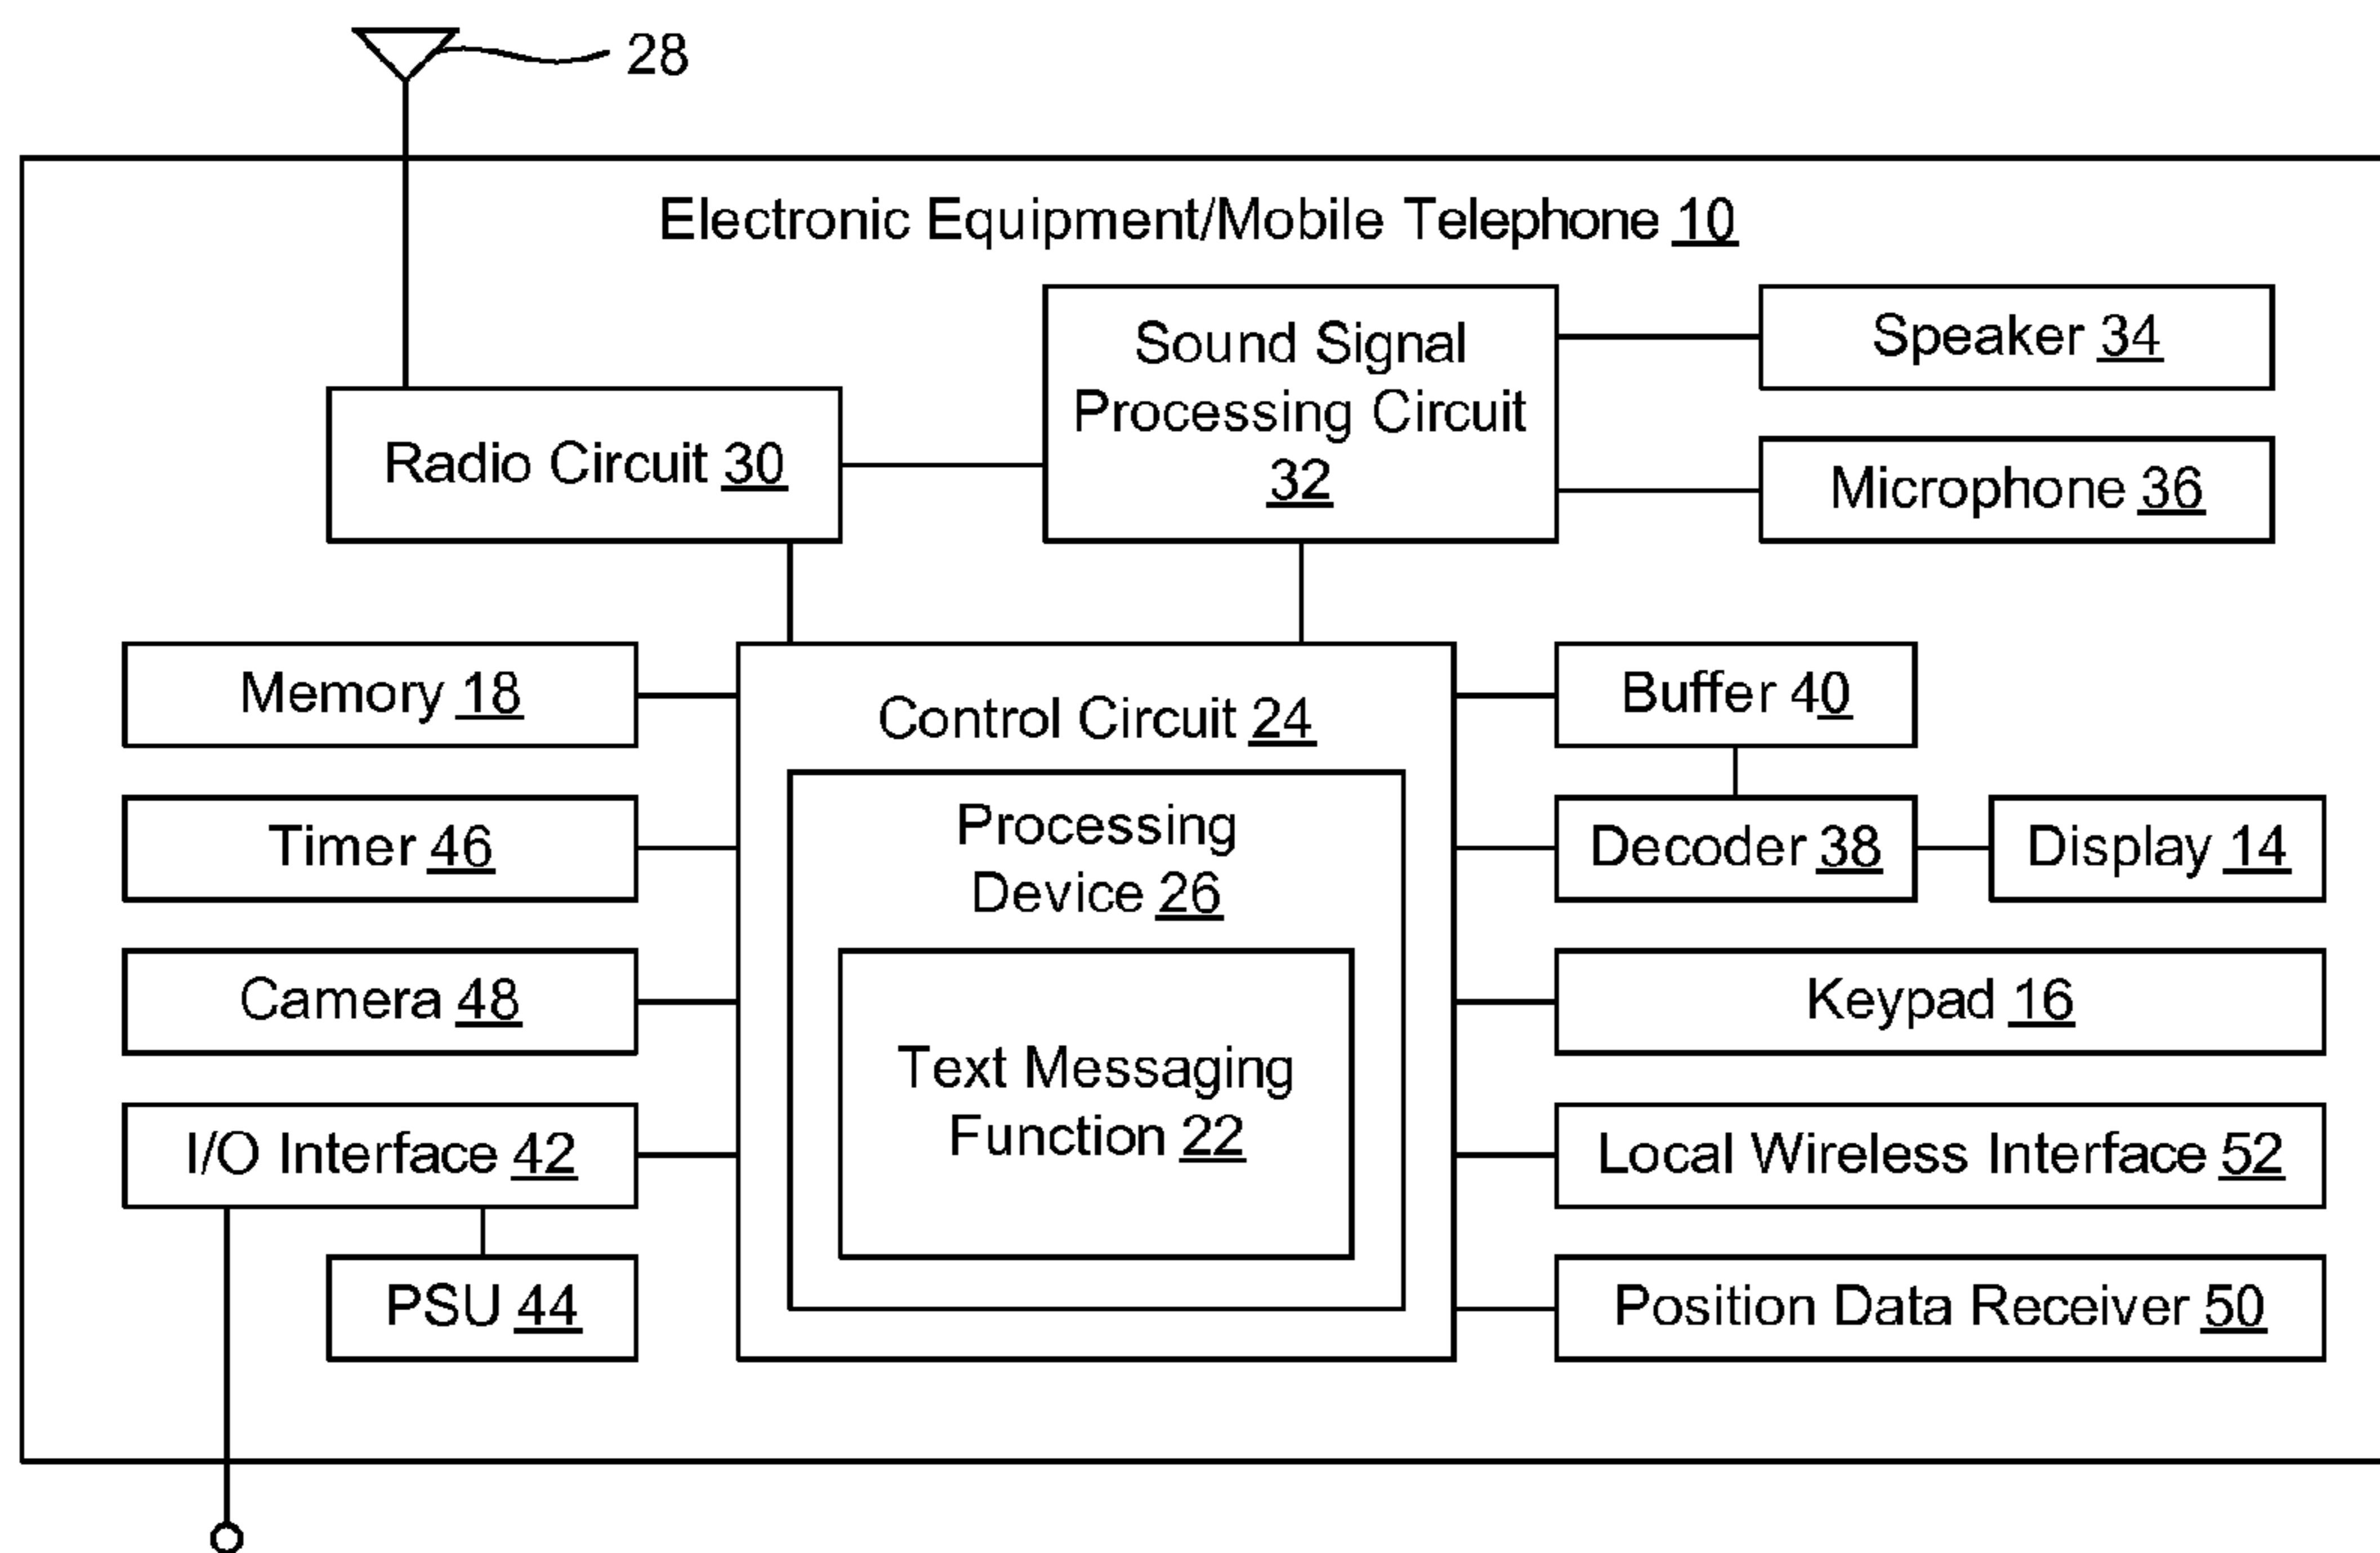 28
Electronic Equipment/Mobile Telephone 10
Sound Signal
Processing Circuit
32
Speaker 34
Radio Circuit 30
Microphone 36
Memory 18
Control Circuit 24
Buffer 40
Timer 46
Processing
Device 26
Decoder 38
Display 14
Camera 48
Keypad 16
Text Messaging
Function 22
I/O Interface 42
Local Wireless Interface 52
PSU 44
Position Data Receiver 50